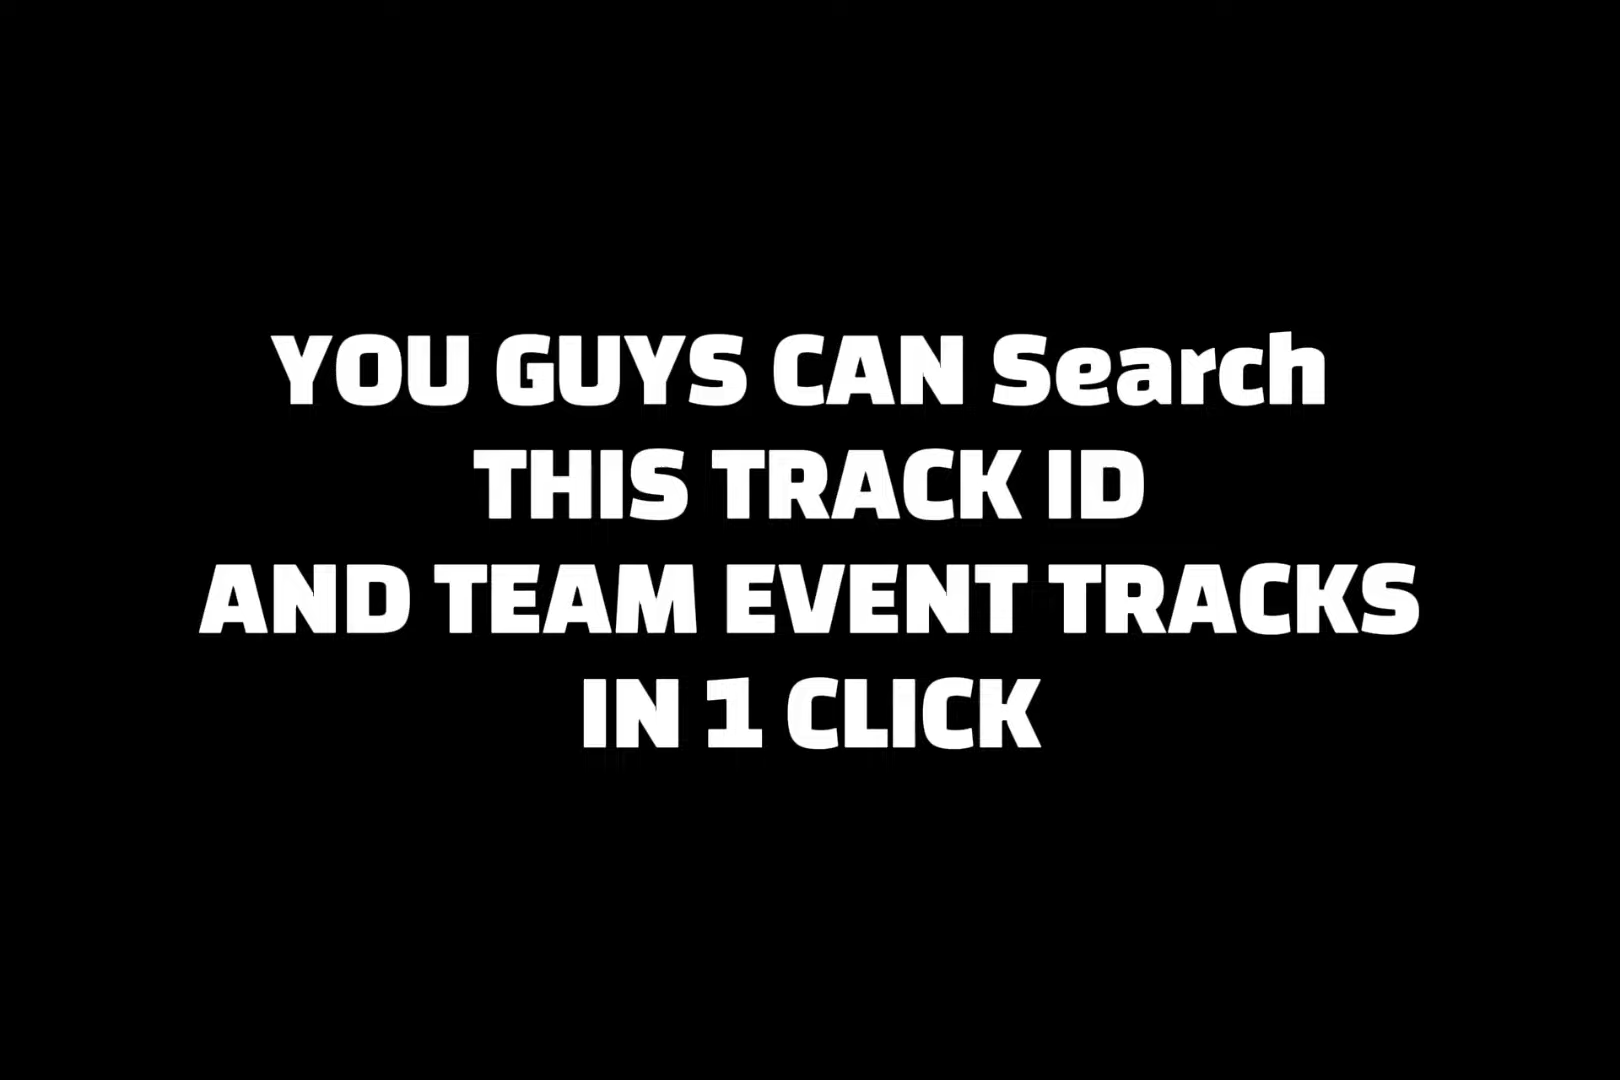 YOU GUYS CAN Search
THIS TRACK ID
AND TEAM EVENT TRACKS
IN 1 CLICK